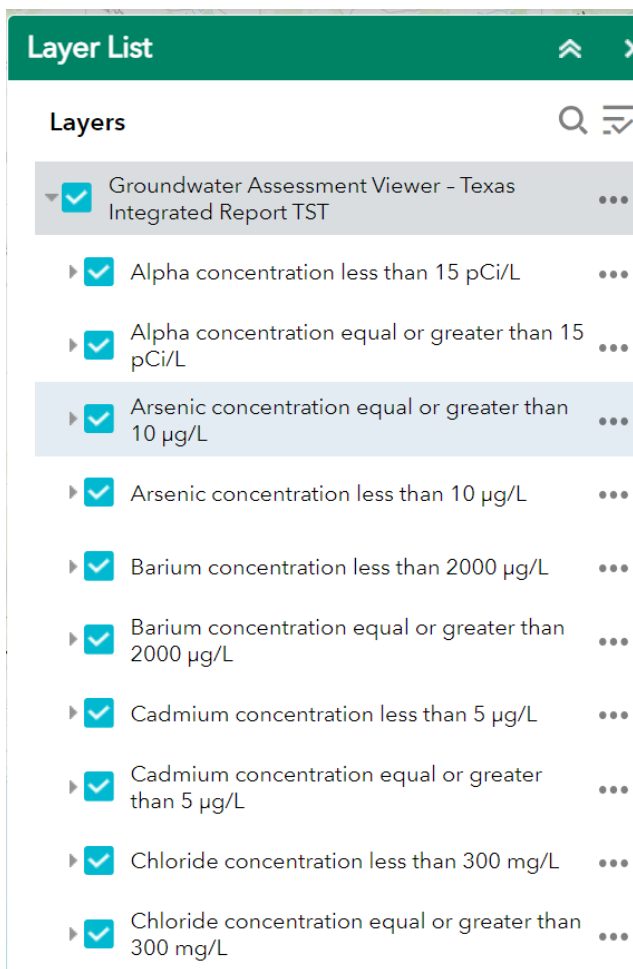 Layer List
Layers
Groundwater Assessment Viewer – Texas
Integrated Report TST
Alpha concentration less than 15 pCi/L
Alpha concentration equal or greater than 15
pCi/L
Arsenic concentration equal or greater than
10 µg/L
Arsenic concentration less than 10 µg/L
Barium concentration less than 2000 µg/L
Barium concentration equal or greater than
2000 µg/L
Cadmium concentration less than 5 µg/L
Cadmium concentration equal or greater
than 5 µg/L
Chloride concentration less than 300 mg/L
Chloride concentration equal or greater than
300 mg/L